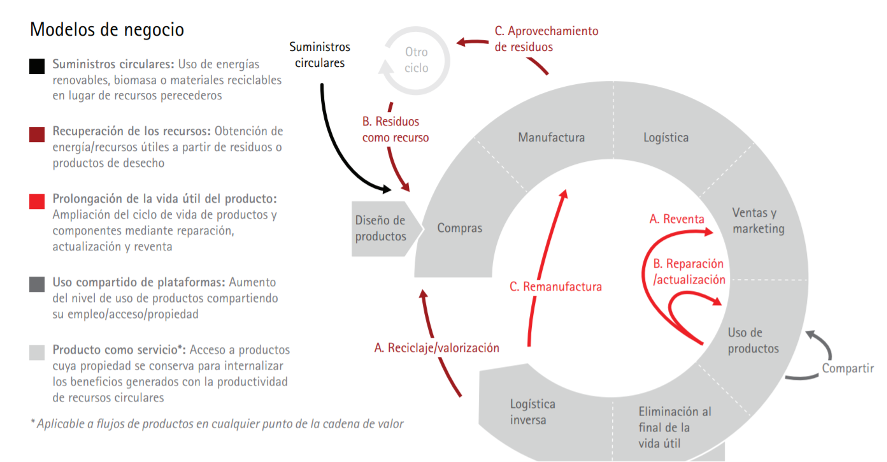 Modelos de negocio
Suministros circulares: Uso de energías
renovables, biomasa o materiales reciclables
en lugar de recursos perecederos
Recuperación de los recursos: Obtención de
energía/recursos útiles a partir de residuos o
productos de desecho
Prolongación de la vida útil del producto:
Ampliación del ciclo de vida de productos y
componentes mediante reparación,
actualización y reventa
Uso compartido de plataformas: Aumento
del nivel de uso de productos compartiendo
su empleo/acceso/propiedad
Producto como servicio*: Acceso a productos
cuya propiedad se conserva para internalizar
los beneficios generados con la productividad
de recursos circulares
*Aplicable a flujos de productos en cualquier punto de la cadena de valor
Suministros
circulares
Otro
ciclo
C. Aprovechamiento
de residuos
B. Residuos
como recurso
Manufactura
Logística
Diseño de
productos
Compras
A. Reventa
Ventas y
marketing
B. Reparación
/actualización
C. Remanufactura
Uso de
productos
A. Reciclaje/valorización
Compartir
Logística
inversa
Eliminación al
final de la
vida útil